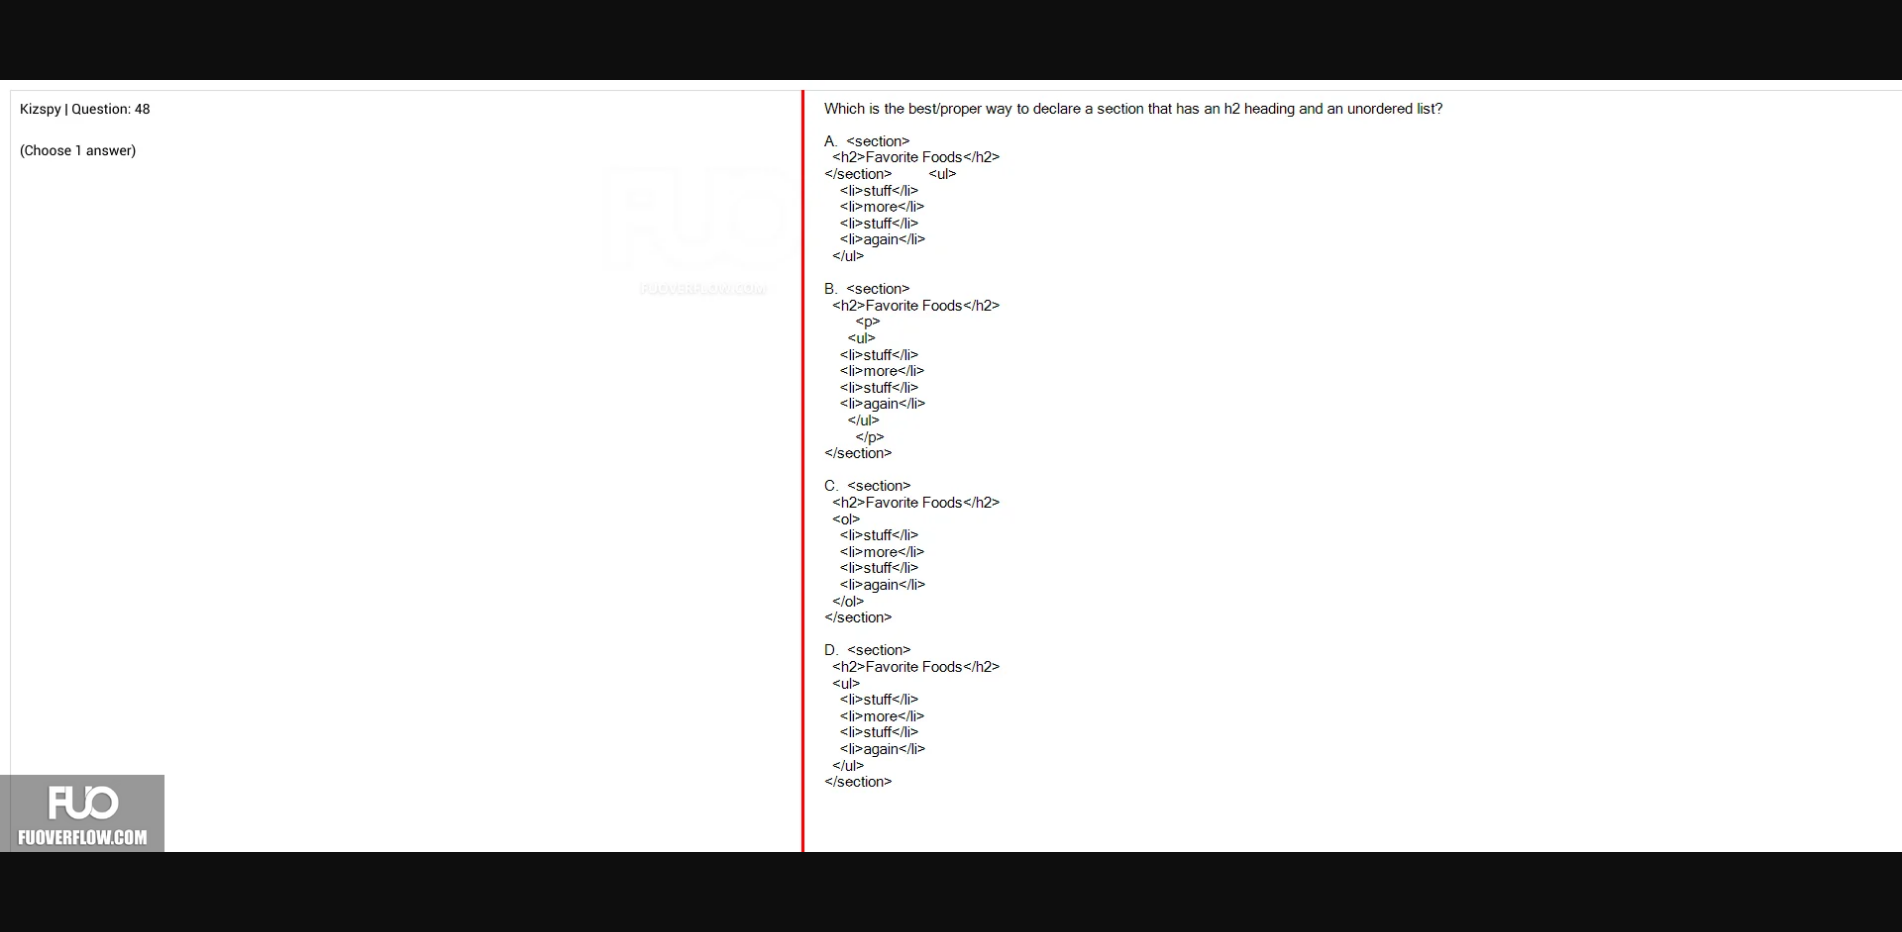 Kizspy | Question: 48
(Choose 1 answer)
FUOVERFLOW.COM
FUO
FUOVERFLOW.COM
Which is the best/proper way to declare a section that has an h2 heading and an unordered list?
A. <section>
<h2>Favorite Foods</h2>
</section> <ul>
<li>stuff</li>
<li>more</li>
<li>stuff</li>
<li>again</li>
</ul>
B. <section>
<h2>Favorite Foods</h2>
<p>
<ul>
<li>stuff</li>
<li>more</li>
<li>stuff</li>
<li>again</li>
</ul>
</p>
</section>
C. <section>
<h2>Favorite Foods</h2>
<ol>
<li>stuff</li>
<li>more</li>
<li>stuff</li>
<li>again</li>
</ol>
</section>
D. <section>
<h2>Favorite Foods</h2>
<ul>
<li>stuff</li>
<li>more</li>
<li>stuff</li>
<li>again</li>
</ul>
</section>